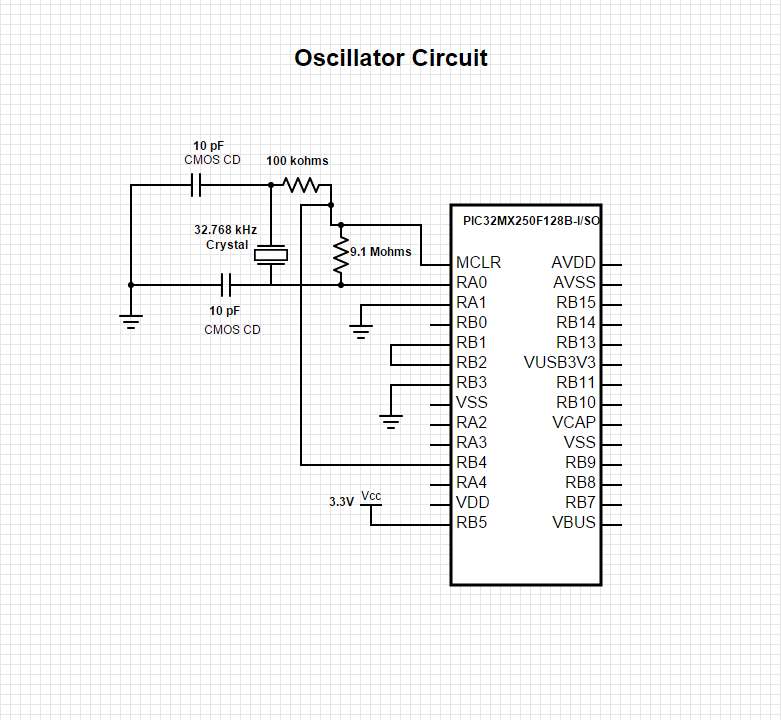 Oscillator Circuit
10 pF
CMOS CD
100 kohms
32.768 kHz
Crystal
9.1 Mohms
10 pF
CMOS CD
3.3V
Vcc
PIC32MX250F128B-I/SO
MCLR
RA0
RA1
RB0
RB1
RB2
RB3
VSS
RA2
RA3
RB4
RA4
VDD
RB5
AVDD
AVSS
RB15
RB14
RB13
VUSB3V3
RB11
RB10
VCAP
VSS
RB9
RB8
RB7
VBUS